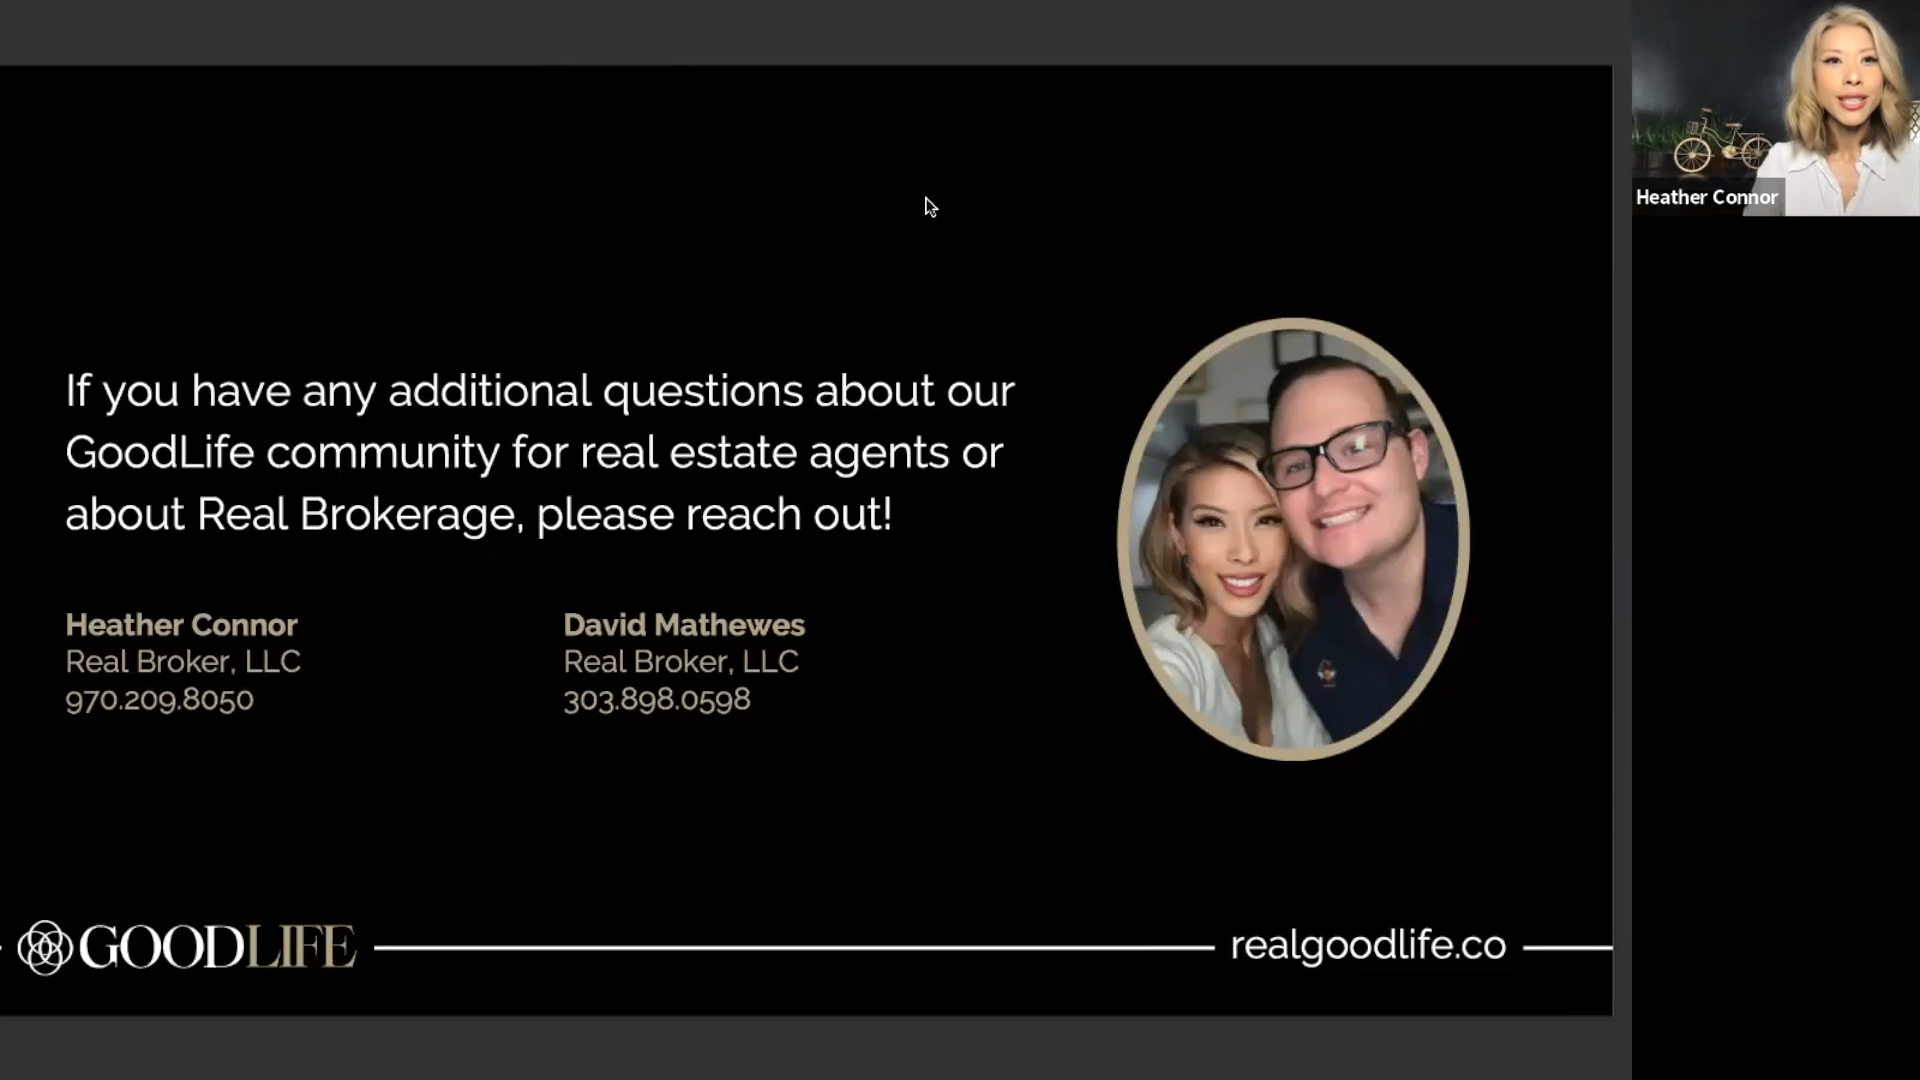 Heather Connor
If you have any additional questions about our
GoodLife community for real estate agents or
about Real Brokerage, please reach out!
Heather Connor
Real Broker, LLC
970.209.8050
David Mathewes
Real Broker, LLC
303.898.0598
GOODLIFE
realgoodlife.co